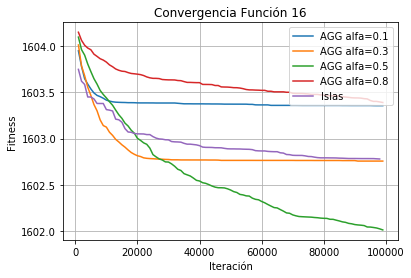 Convergencia Función 16
Fitness
1604.0
1603.5
1603.0
1602.5
1602.0
AGG alfa=0.1
AGG alfa=0.3
AGG alfa=0.5
AGG alfa=0.8
Islas
0
20000
40000
60000
80000
100000
Iteración